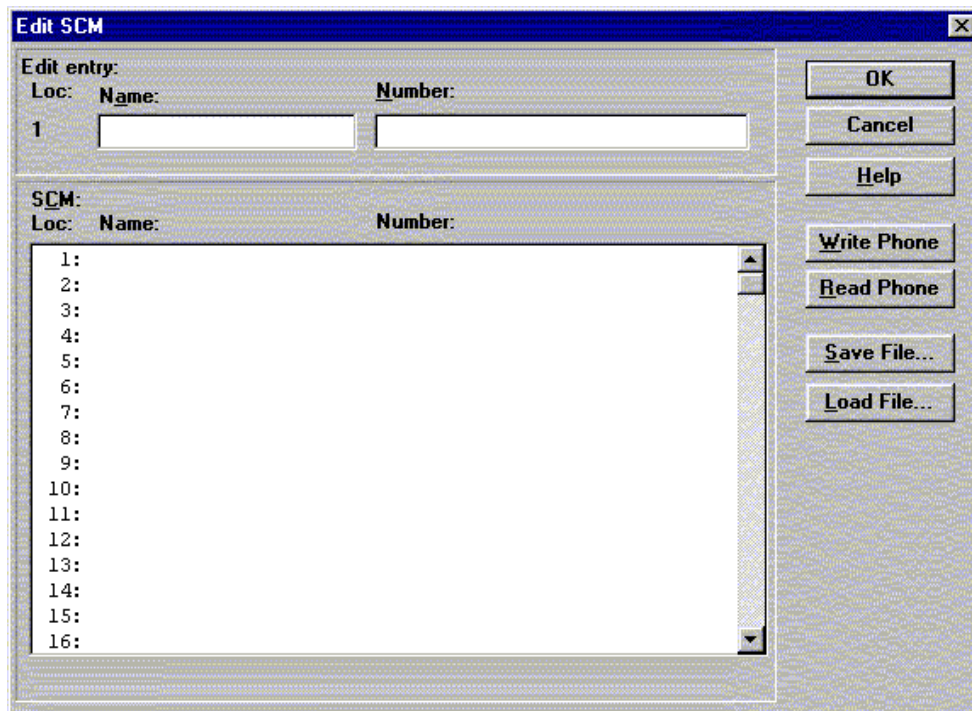 Edit SCM
Edit entry:
Loc: Name: Number:
1
SCM:
Loc: Name: Number:
1:
2:
3:
4:
5:
6:
7:
8:
9:
10:
11:
12:
13:
14:
15:
16:
OK
Cancel
Help
Write Phone
Read Phone
Save File...
Load File...